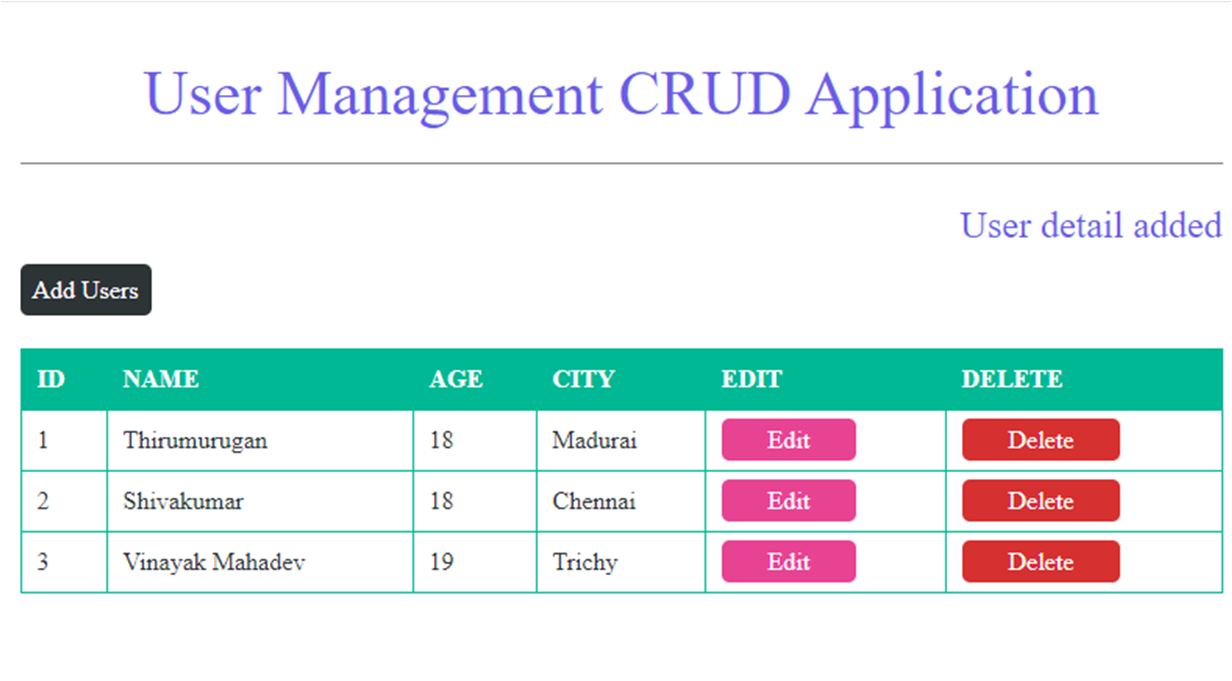 User Management CRUD Application
User detail added
Add Users
ID NAME AGE CITY EDIT DELETE
1 Thirumurugan 18 Madurai Edit Delete
2 Shivakumar 18 Chennai Edit Delete
3 Vinayak Mahadev 19 Trichy Edit Delete